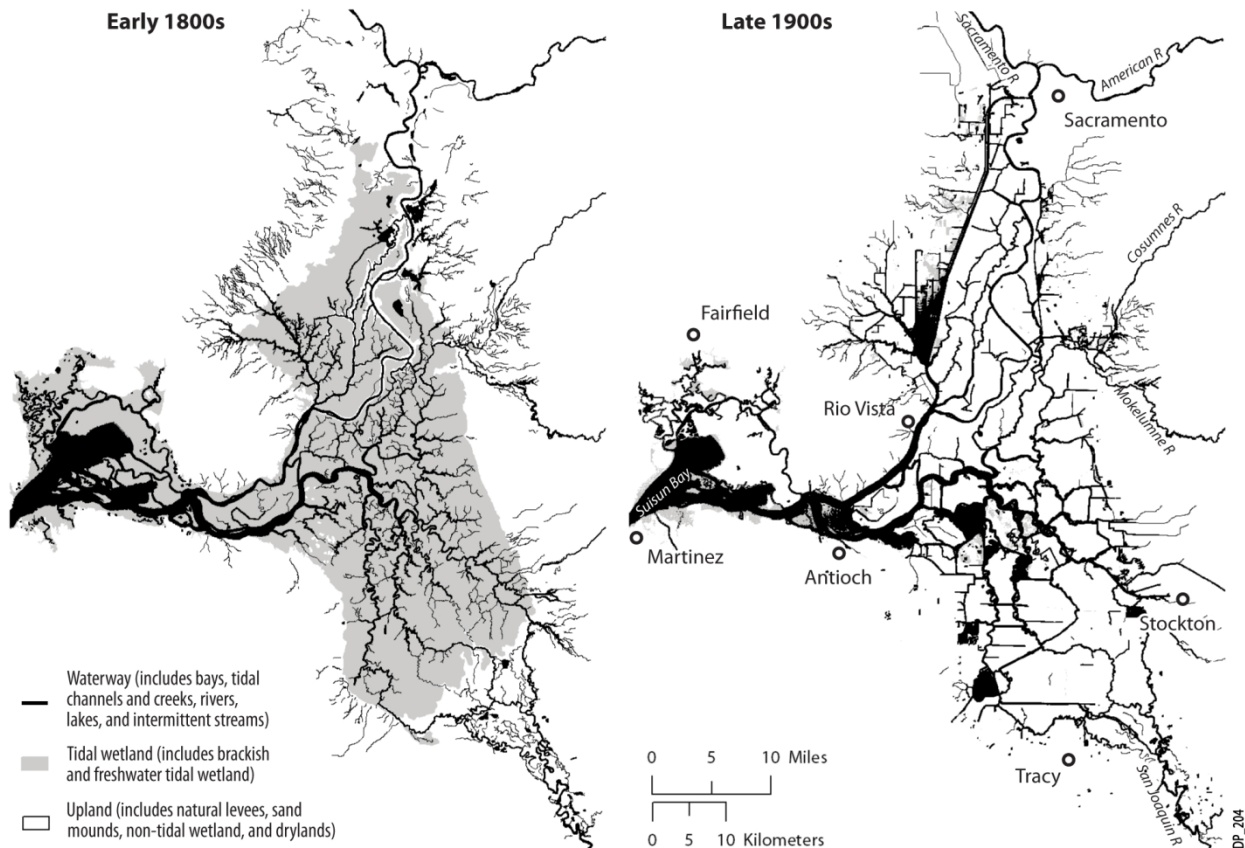 Early 1800s
Late 1900s
Sacramento R
American R
Sacramento
Cosumnes R
Fairfield
Rio Vista
Mokelumne R
Suisun Bay
Martinez
Antioch
Stockton
Waterway (includes bays, tidal
channels and creeks, rivers,
lakes, and intermittent streams)
Tidal wetland (includes brackish
and freshwater tidal wetland)
Upland (includes natural levees, sand
mounds, non-tidal wetland, and drylands)
0 5 10 Miles
0 5 10 Kilometers
Tracy
San Joaquin R
DP_204